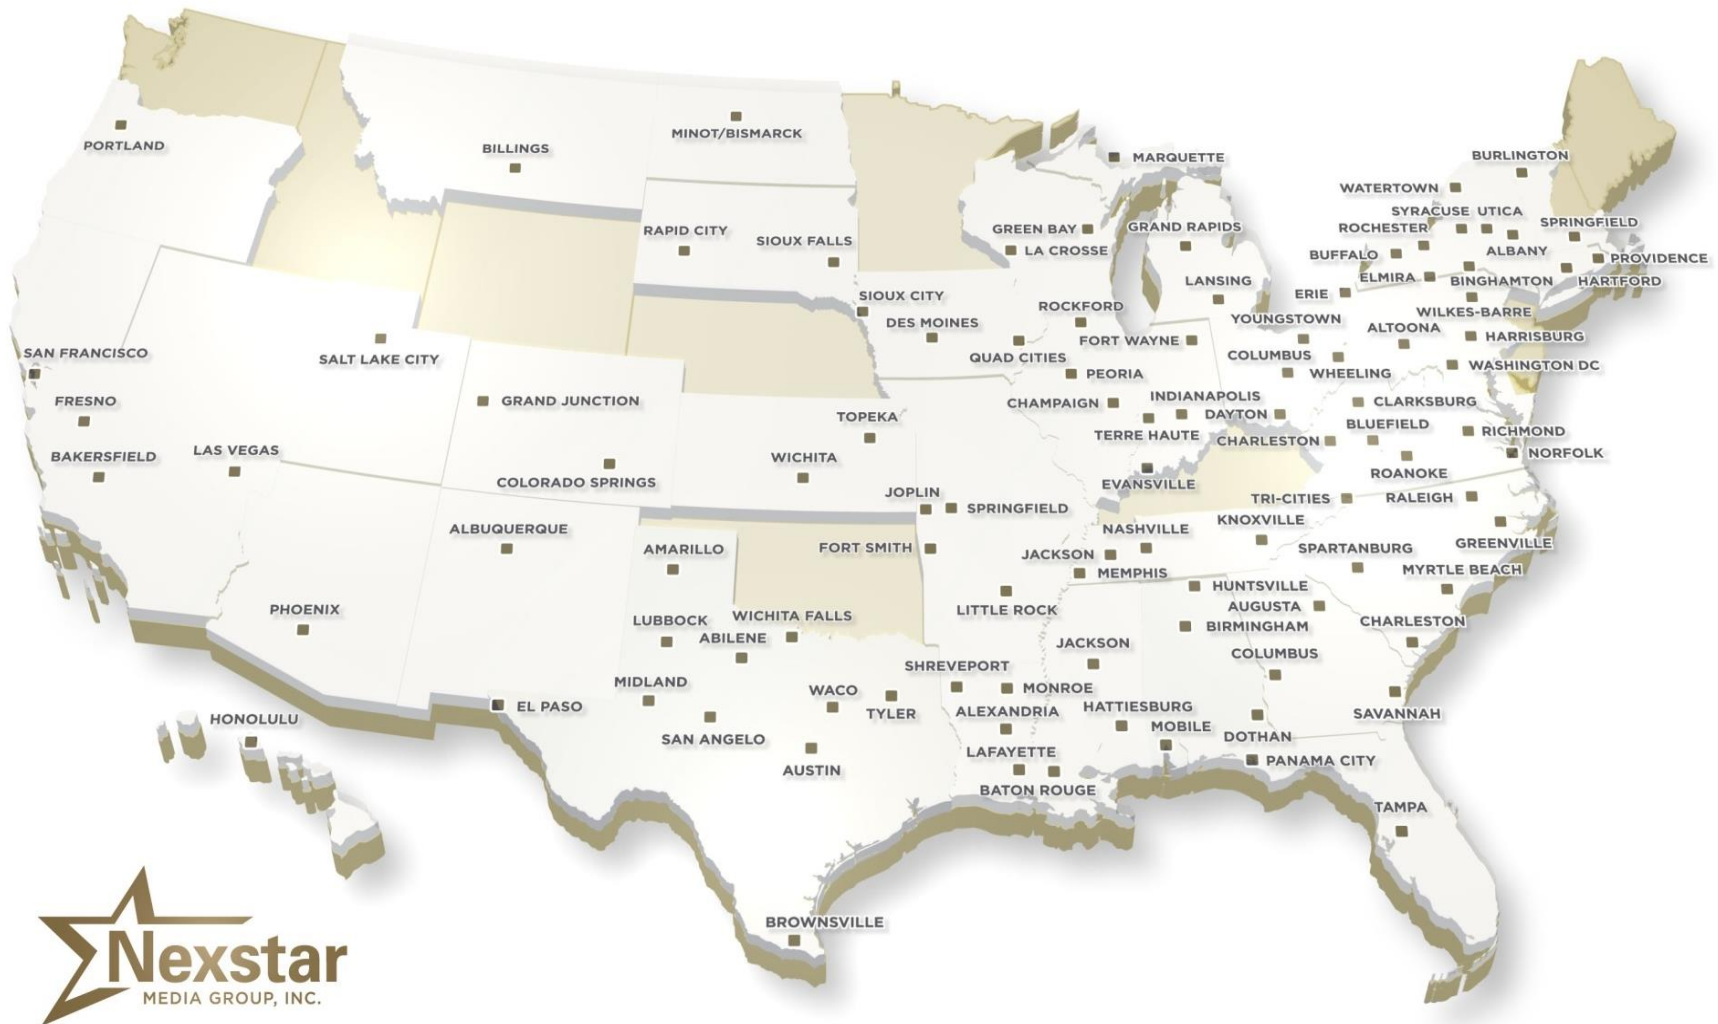 PORTLAND
BILLINGS
MINOT/BISMARCK
MARQUETTE
BURLINGTON
WATERTOWN
SYRACUSE UTICA
ROCHESTER
SPRINGFIELD
RAPID CITY
SIOUX FALLS
GREEN BAY
GRAND RAPIDS
LA CROSSE
BUFFALO
ALBANY
PROVIDENCE
ELMIRA
BINGHAMTON
HARTFORD
LANSING
ERIE
SIOUX CITY
ROCKFORD
WILKES-BARRE
DES MOINES
YOUNGSTOWN
ALTOONA
HARRISBURG
FORT WAYNE
SAN FRANCISCO
SALT LAKE CITY
QUAD CITIES
COLUMBUS
WASHINGTON DC
PEORIA
WHEELING
FRESNO
GRAND JUNCTION
CHAMPAIGN
INDIANAPOLIS
CLARKSBURG
TOPEKA
DAYTON
BLUEFIELD
TERRE HAUTE
CHARLESTON
RICHMOND
BAKERSFIELD
LAS VEGAS
WICHITA
NORFOLK
COLORADO SPRINGS
EVANSVILLE
ROANOKE
JOPLIN
SPRINGFIELD
TRI-CITIES
RALEIGH
ALBUQUERQUE
NASHVILLE
KNOXVILLE
AMARILLO
FORT SMITH
JACKSON
SPARTANBURG
GREENVILLE
MEMPHIS
MYRTLE BEACH
HUNTSVILLE
PHOENIX
LITTLE ROCK
AUGUSTA
LUBBOCK
WICHITA FALLS
BIRMINGHAM
CHARLESTON
ABILENE
JACKSON
COLUMBUS
SHREVEPORT
MIDLAND
WACO
MONROE
EL PASO
TYLER
ALEXANDRIA
HATTIESBURG
SAVANNAH
HONOLULU
SAN ANGELO
MOBILE
DOTHAN
LAFAYETTE
PANAMA CITY
AUSTIN
BATON ROUGE
TAMPA
BROWNSVILLE
Nexstar
MEDIA GROUP, INC.